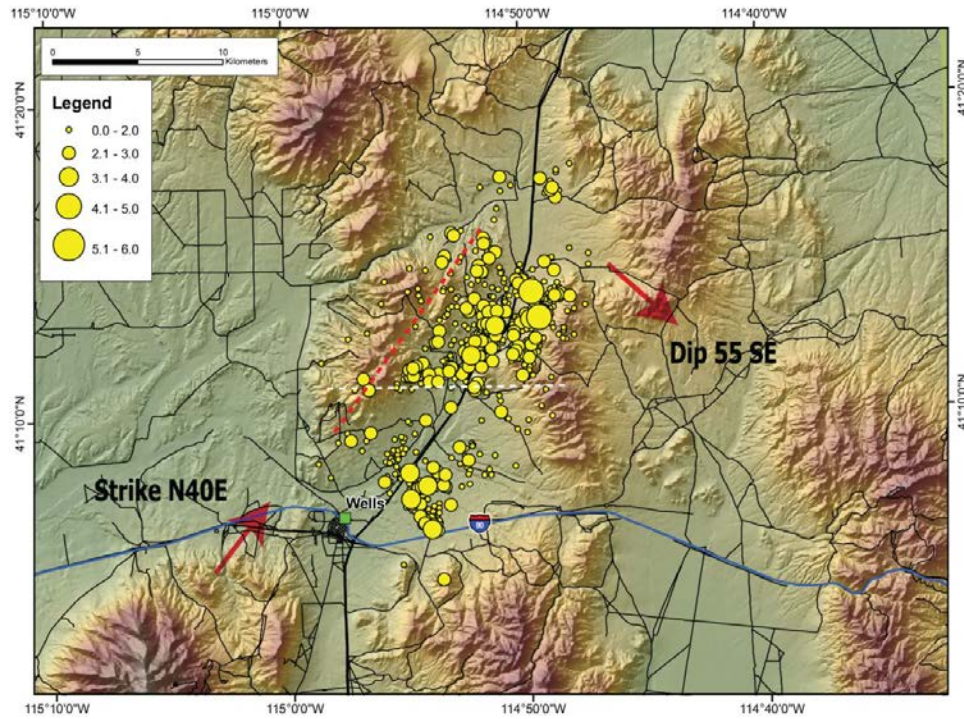 115°10'0"W 115°0'0"W 114°50'0"W 114°40'0"W
0 5 10
Kilometers
Legend
0.0 - 2.0
2.1 - 3.0
3.1 - 4.0
4.1 - 5.0
5.1 - 6.0
41°20'0"N 41°20'0"N
Dip 55 SE
41°10'0"N 41°10'0"N
Strike N40E
Wells
80
115°10'0"W 115°0'0"W 114°50'0"W 114°40'0"W